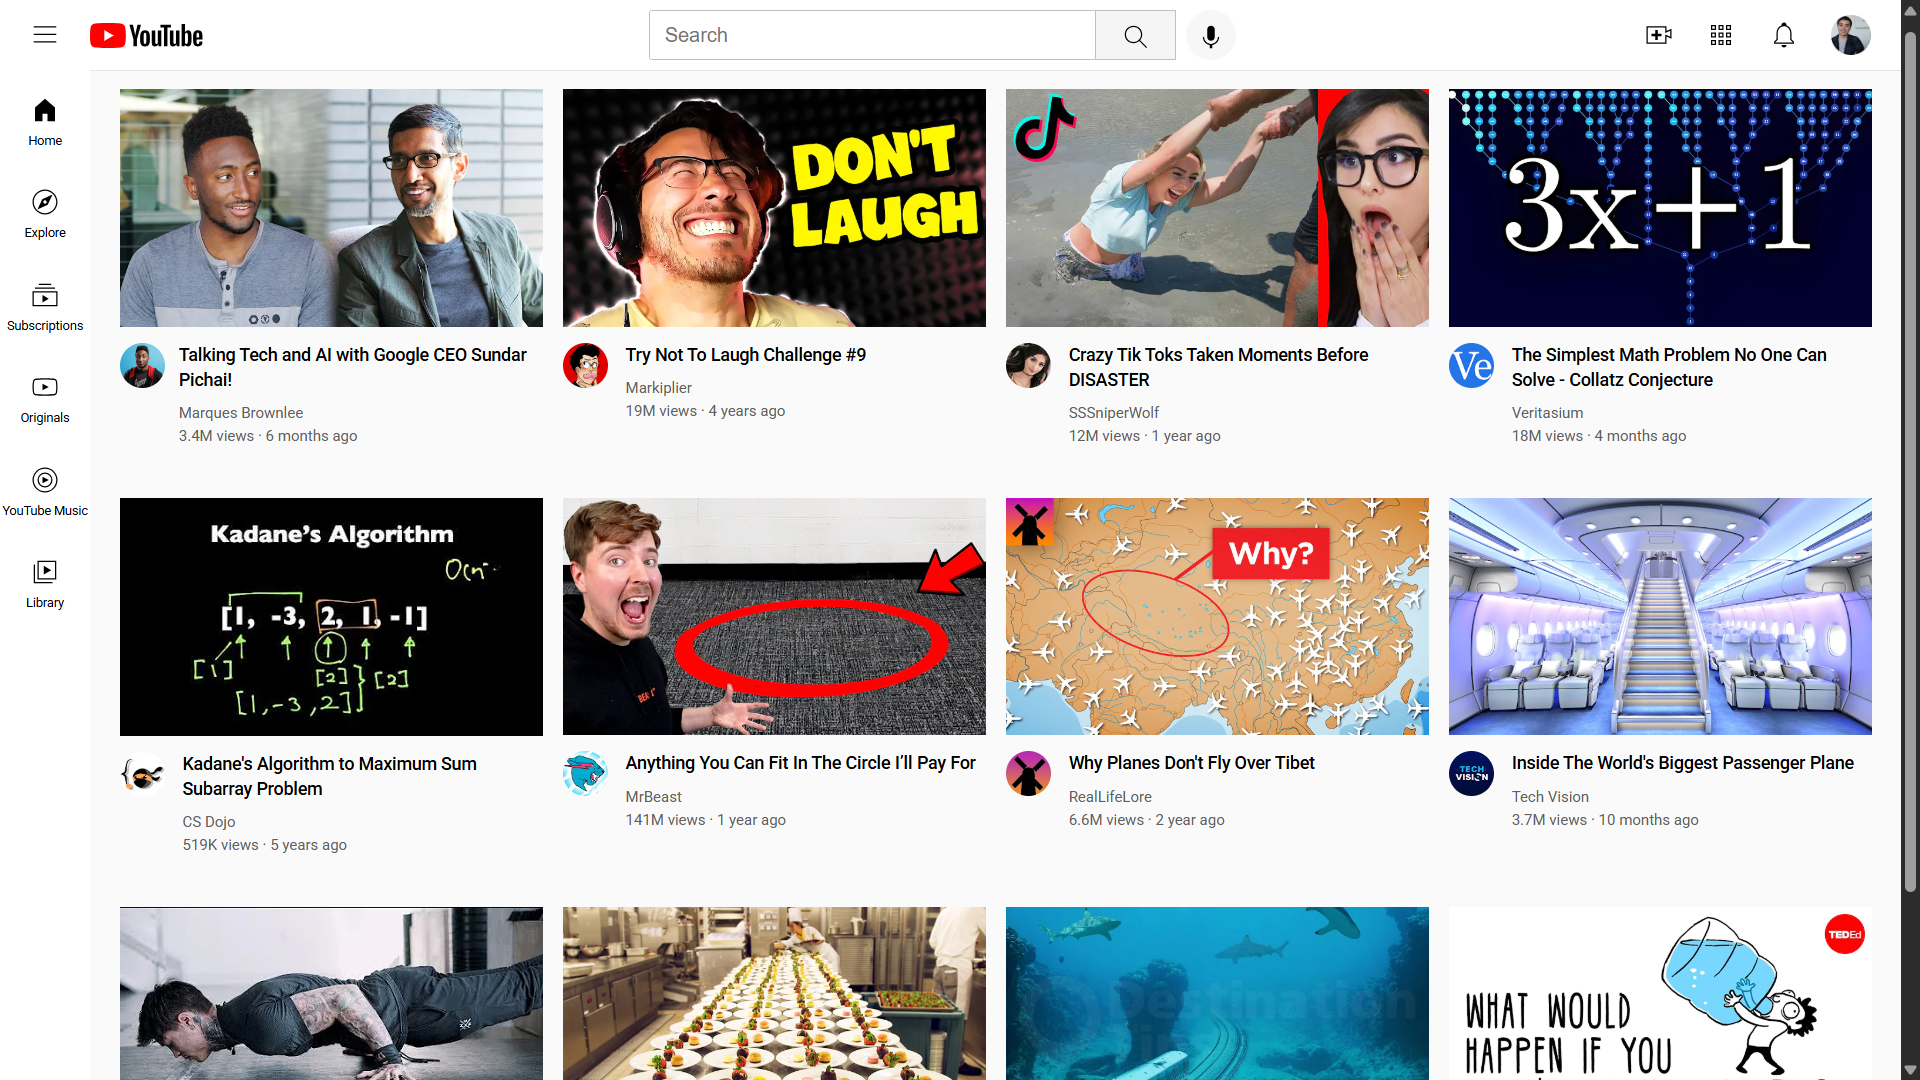 YouTube
Search
Home
Explore
Subscriptions
Originals
YouTube Music
Library
DON'T
LAUGH
3x+1
Talking Tech and AI with Google CEO Sundar
Pichai!
Marques Brownlee
3.4M views · 6 months ago
Try Not To Laugh Challenge #9
Markiplier
19M views · 4 years ago
Crazy Tik Toks Taken Moments Before
DISASTER
SSSniperWolf
12M views · 1 year ago
Ve
The Simplest Math Problem No One Can
Solve - Collatz Conjecture
Veritasium
18M views · 4 months ago
Kadane's Algorithm
[1, -3, 2, 1, -1]
[1]
[2]
[2]
[1,-3,2]
Why?
Kadane's Algorithm to Maximum Sum
Subarray Problem
CS Dojo
519K views · 5 years ago
Anything You Can Fit In The Circle I’ll Pay For
MrBeast
141M views · 1 year ago
Why Planes Don't Fly Over Tibet
RealLifeLore
6.6M views · 2 year ago
TECH
VISION
Inside The World's Biggest Passenger Plane
Tech Vision
3.7M views · 10 months ago
TEDEd
WHAT WOULD
HAPPEN IF YOU